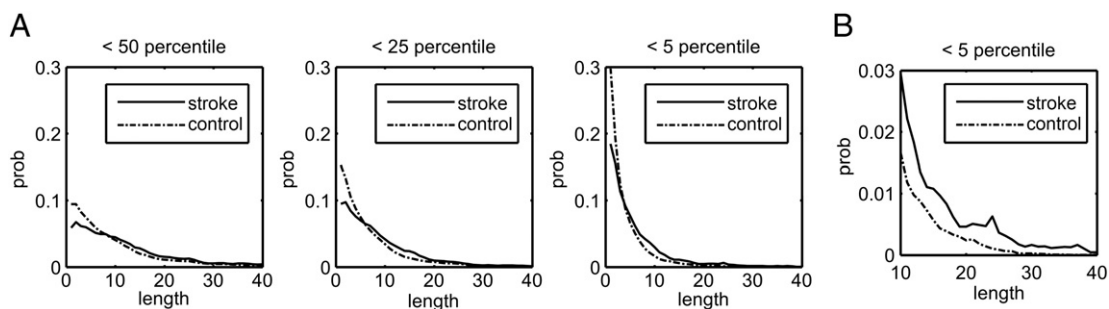 A
B
< 50 percentile
< 25 percentile
< 5 percentile
< 5 percentile
0.3
0.2
0.1
0
prob
stroke
control
0 10 20 30 40
length
0.3
0.2
0.1
0
prob
stroke
control
0 10 20 30 40
length
0.3
0.2
0.1
0
prob
stroke
control
0 10 20 30 40
length
0.03
0.02
0.01
0
prob
stroke
control
10 20 30 40
length